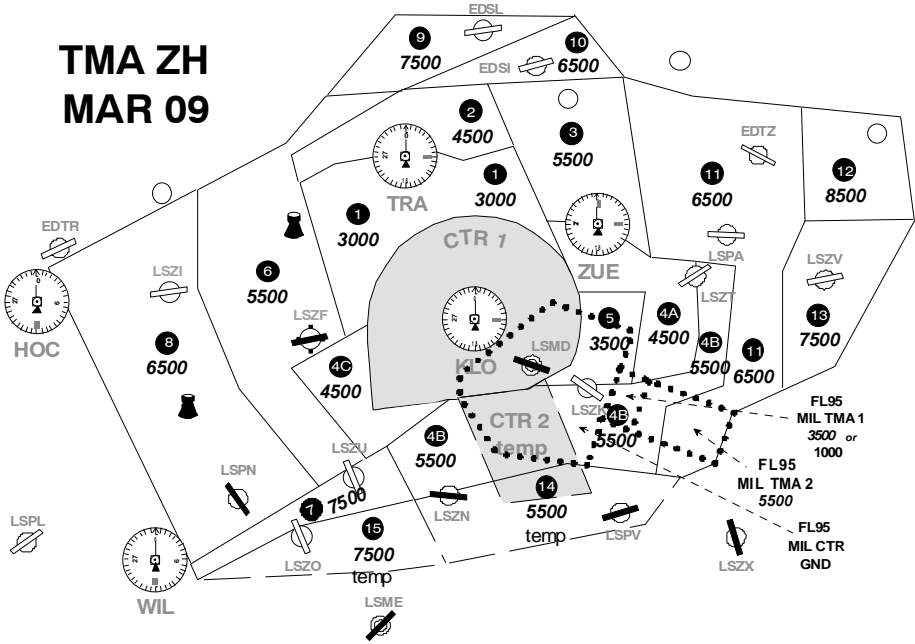 TMA ZH
MAR 09
EDSL
9
7500
EDSI
10
6500
2
4500
3
5500
EDTZ
11
6500
12
8500
TRA
1
3000
1
3000
CTR 1
ZUE
LSPA
LSZV
LSZT
13
7500
EDTR
LSZI
6
5500
HOC
LSZF
8
6500
KLO
LSMD
5
3500
4A
4500
4B
5500
11
6500
4C
4500
LSZK
4B
5500
CTR 2
temp
FL95
MIL TMA 1
3500 or
1000
FL95
MIL TMA 2
5500
FL95
MIL CTR
GND
LSZU
4B
5500
LSPN
7
7500
LSZN
14
5500
temp
LSPV
LSPL
LSZO
15
7500
temp
LSZX
WIL
LSME